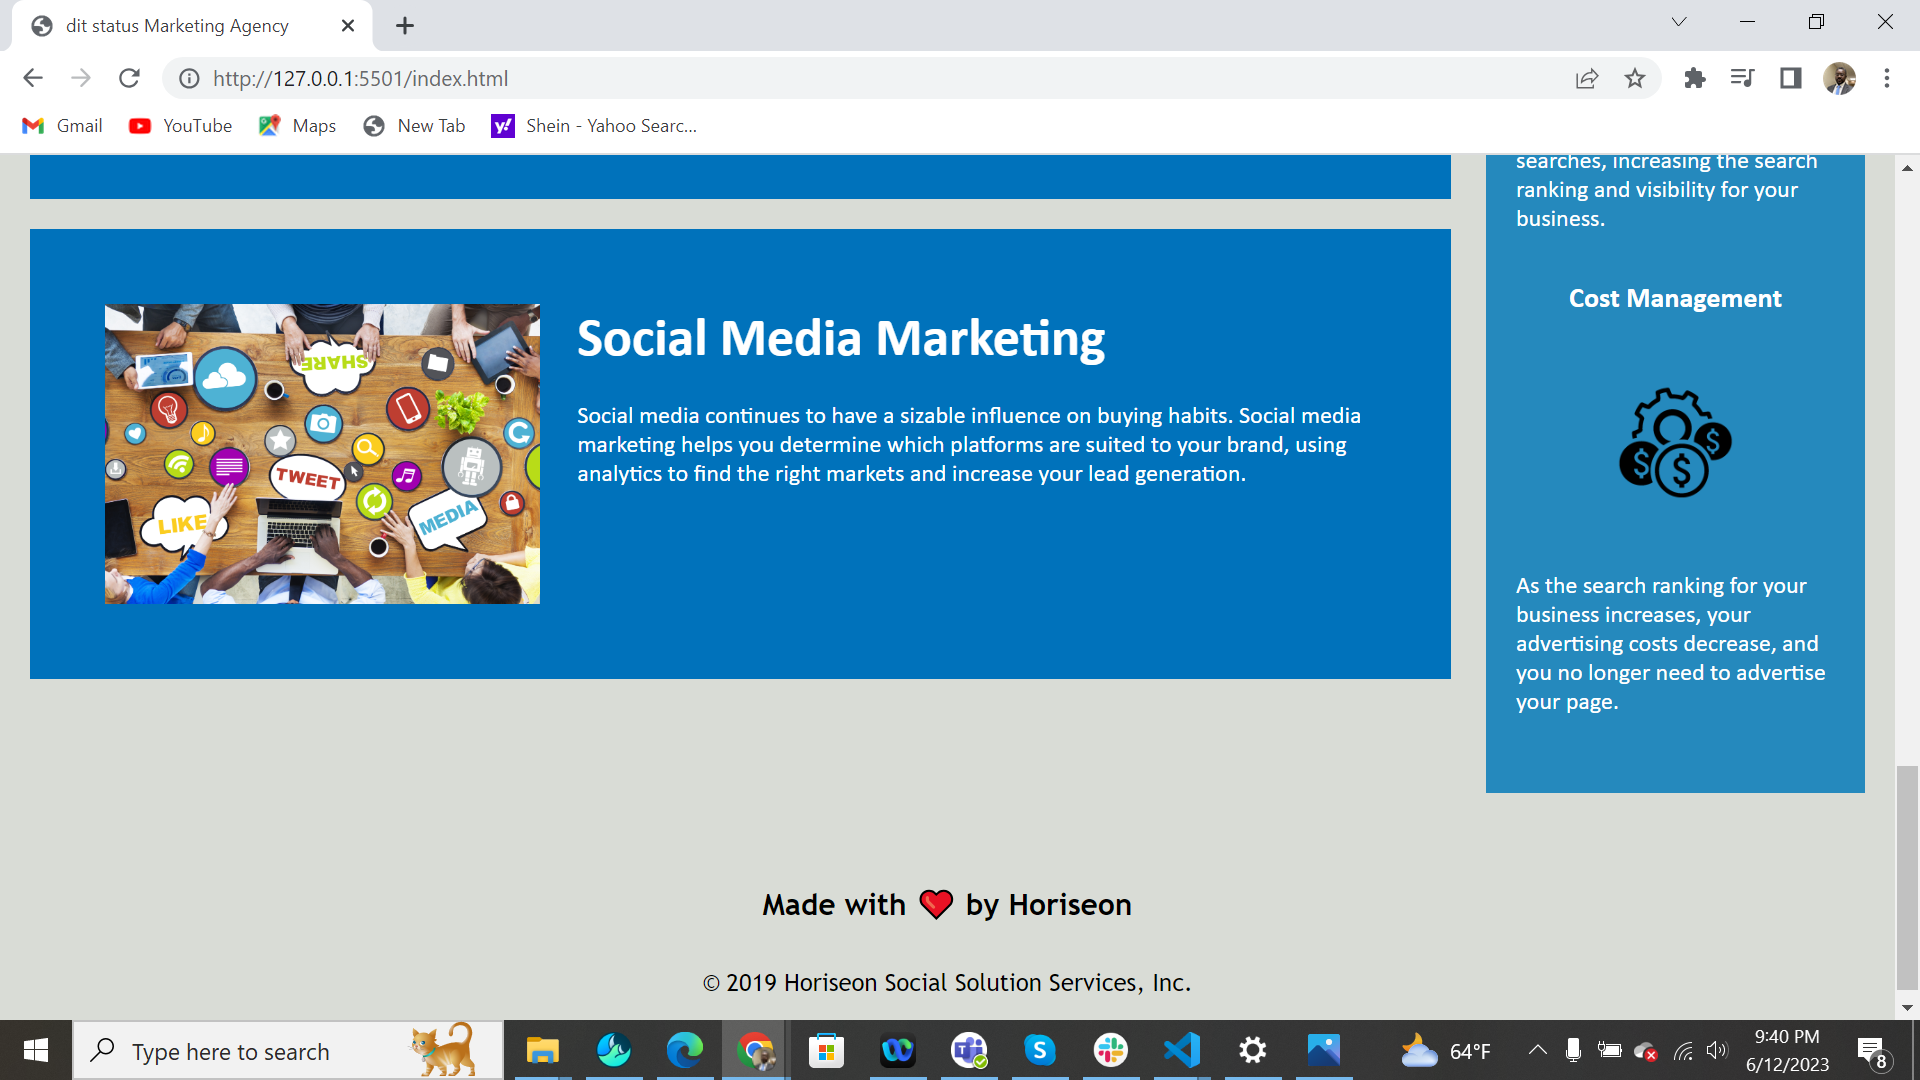 dit status Marketing Agency
http://127.0.0.1:5501/index.html
Gmail
YouTube
Maps
New Tab
Shein - Yahoo Searc...
Social Media Marketing
Social media continues to have a sizable influence on buying habits. Social media
marketing helps you determine which platforms are suited to your brand, using
analytics to find the right markets and increase your lead generation.
SHARE
TWEET
LIKE
MEDIA
searches, increasing the search
ranking and visibility for your
business.
Cost Management
$
$
$
As the search ranking for your
business increases, your
advertising costs decrease, and
you no longer need to advertise
your page.
Made with ❤️ by Horiseon
© 2019 Horiseon Social Solution Services, Inc.
Type here to search
64°F
9:40 PM
6/12/2023
8